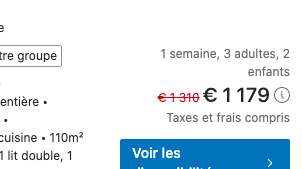 e
tre groupe
1 semaine, 3 adultes, 2
enfants
€ 1 310 € 1 179
Taxes et frais compris
entière •
•
cuisine • 110m²
1 lit double, 1
Voir les